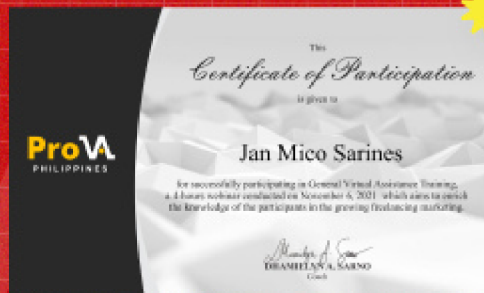 This
Certificate of Participation
is given to
ProVA
PHILIPPINES
Jan Mico Sarines
for successfully participating in General Virtual Assistance Training,
a 4-hours webinar conducted on November 6, 2021 which aims to enrich
the knowledge of the participants in the growing freelancing marketing.
DHAMIELYN A. SARNO
Coach